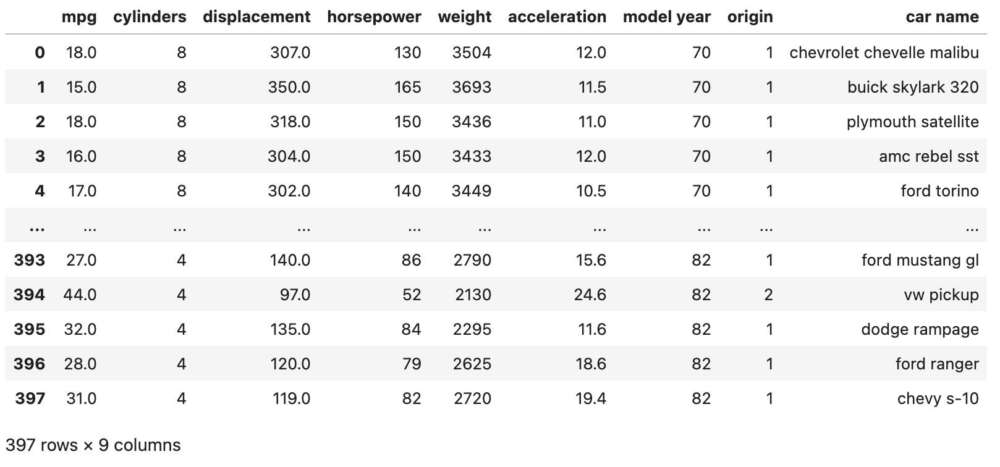 mpg cylinders displacement horsepower weight acceleration model year origin car name
0 18.0 8 307.0 130 3504 12.0 70 1 chevrolet chevelle malibu
1 15.0 8 350.0 165 3693 11.5 70 1 buick skylark 320
2 18.0 8 318.0 150 3436 11.0 70 1 plymouth satellite
3 16.0 8 304.0 150 3433 12.0 70 1 amc rebel sst
4 17.0 8 302.0 140 3449 10.5 70 1 ford torino
... ... ... ... ... ... ... ... ... ...
393 27.0 4 140.0 86 2790 15.6 82 1 ford mustang gl
394 44.0 4 97.0 52 2130 24.6 82 2 vw pickup
395 32.0 4 135.0 84 2295 11.6 82 1 dodge rampage
396 28.0 4 120.0 79 2625 18.6 82 1 ford ranger
397 31.0 4 119.0 82 2720 19.4 82 1 chevy s-10
397 rows × 9 columns